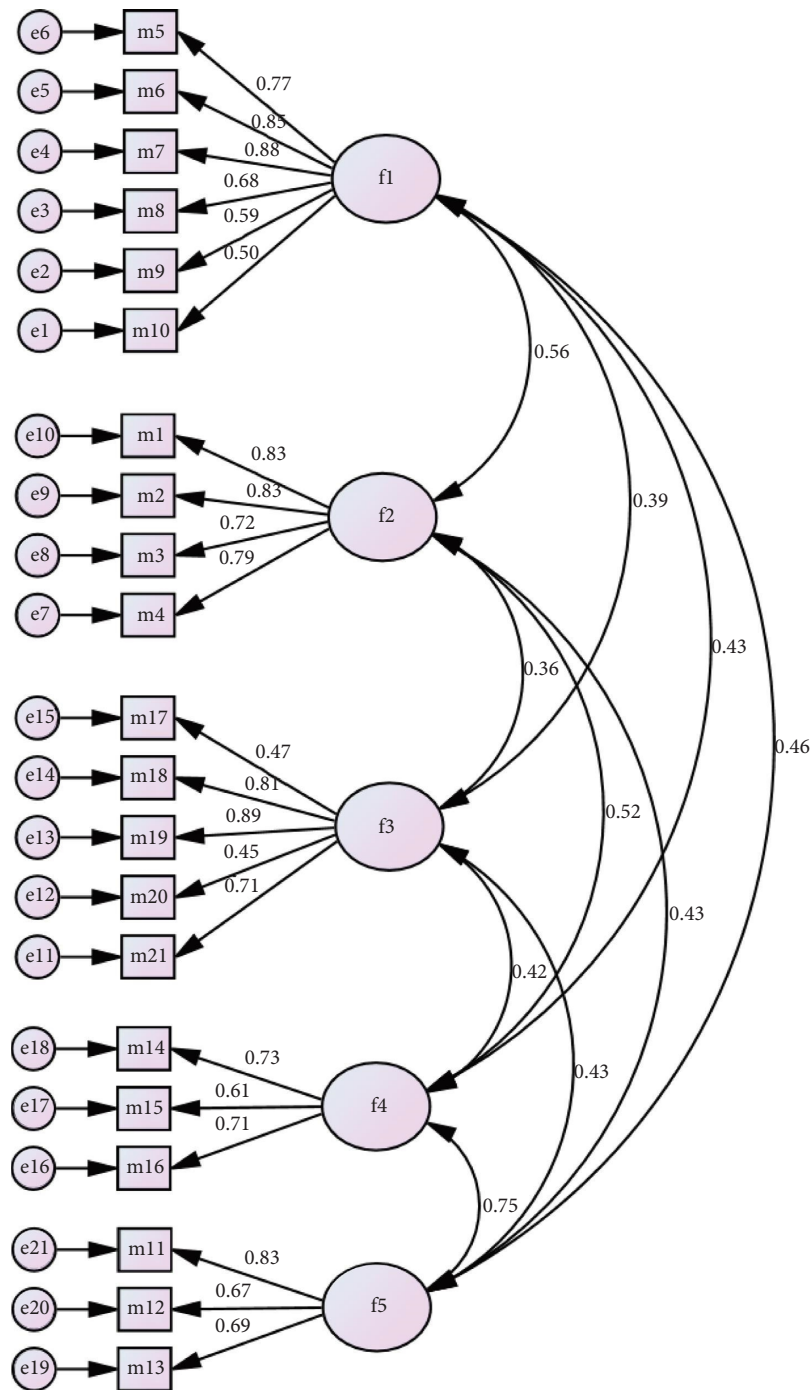 e6 m5
0.77
e5 m6
0.85
e4 m7
0.88
f1
0.68
e3 m8
0.59
e2 m9
0.50
e1 m10
0.56
e10 m1
0.83
e9 m2
0.83
0.39
f2
0.72
e8 m3
0.79
e7 m4
0.43
0.36
e15 m17
0.47
0.46
e14 m18
0.81
0.52
0.89
f3
e13 m19
0.45
e12 m20
0.71
0.43
e11 m21
0.42
e18 m14
0.73
0.43
0.61
f4
e17 m15
0.71
e16 m16
0.75
e21 m11
0.83
0.67
f5
e20 m12
0.69
e19 m13